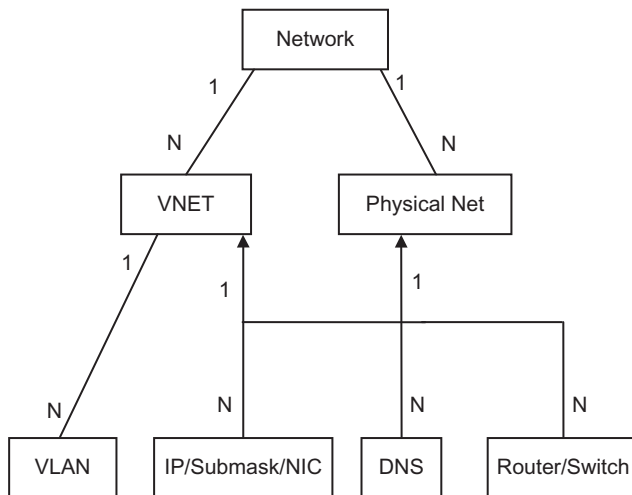 Network
1 1
N N
VNET Physical Net
1
1 1
N N N N
VLAN IP/Submask/NIC DNS Router/Switch